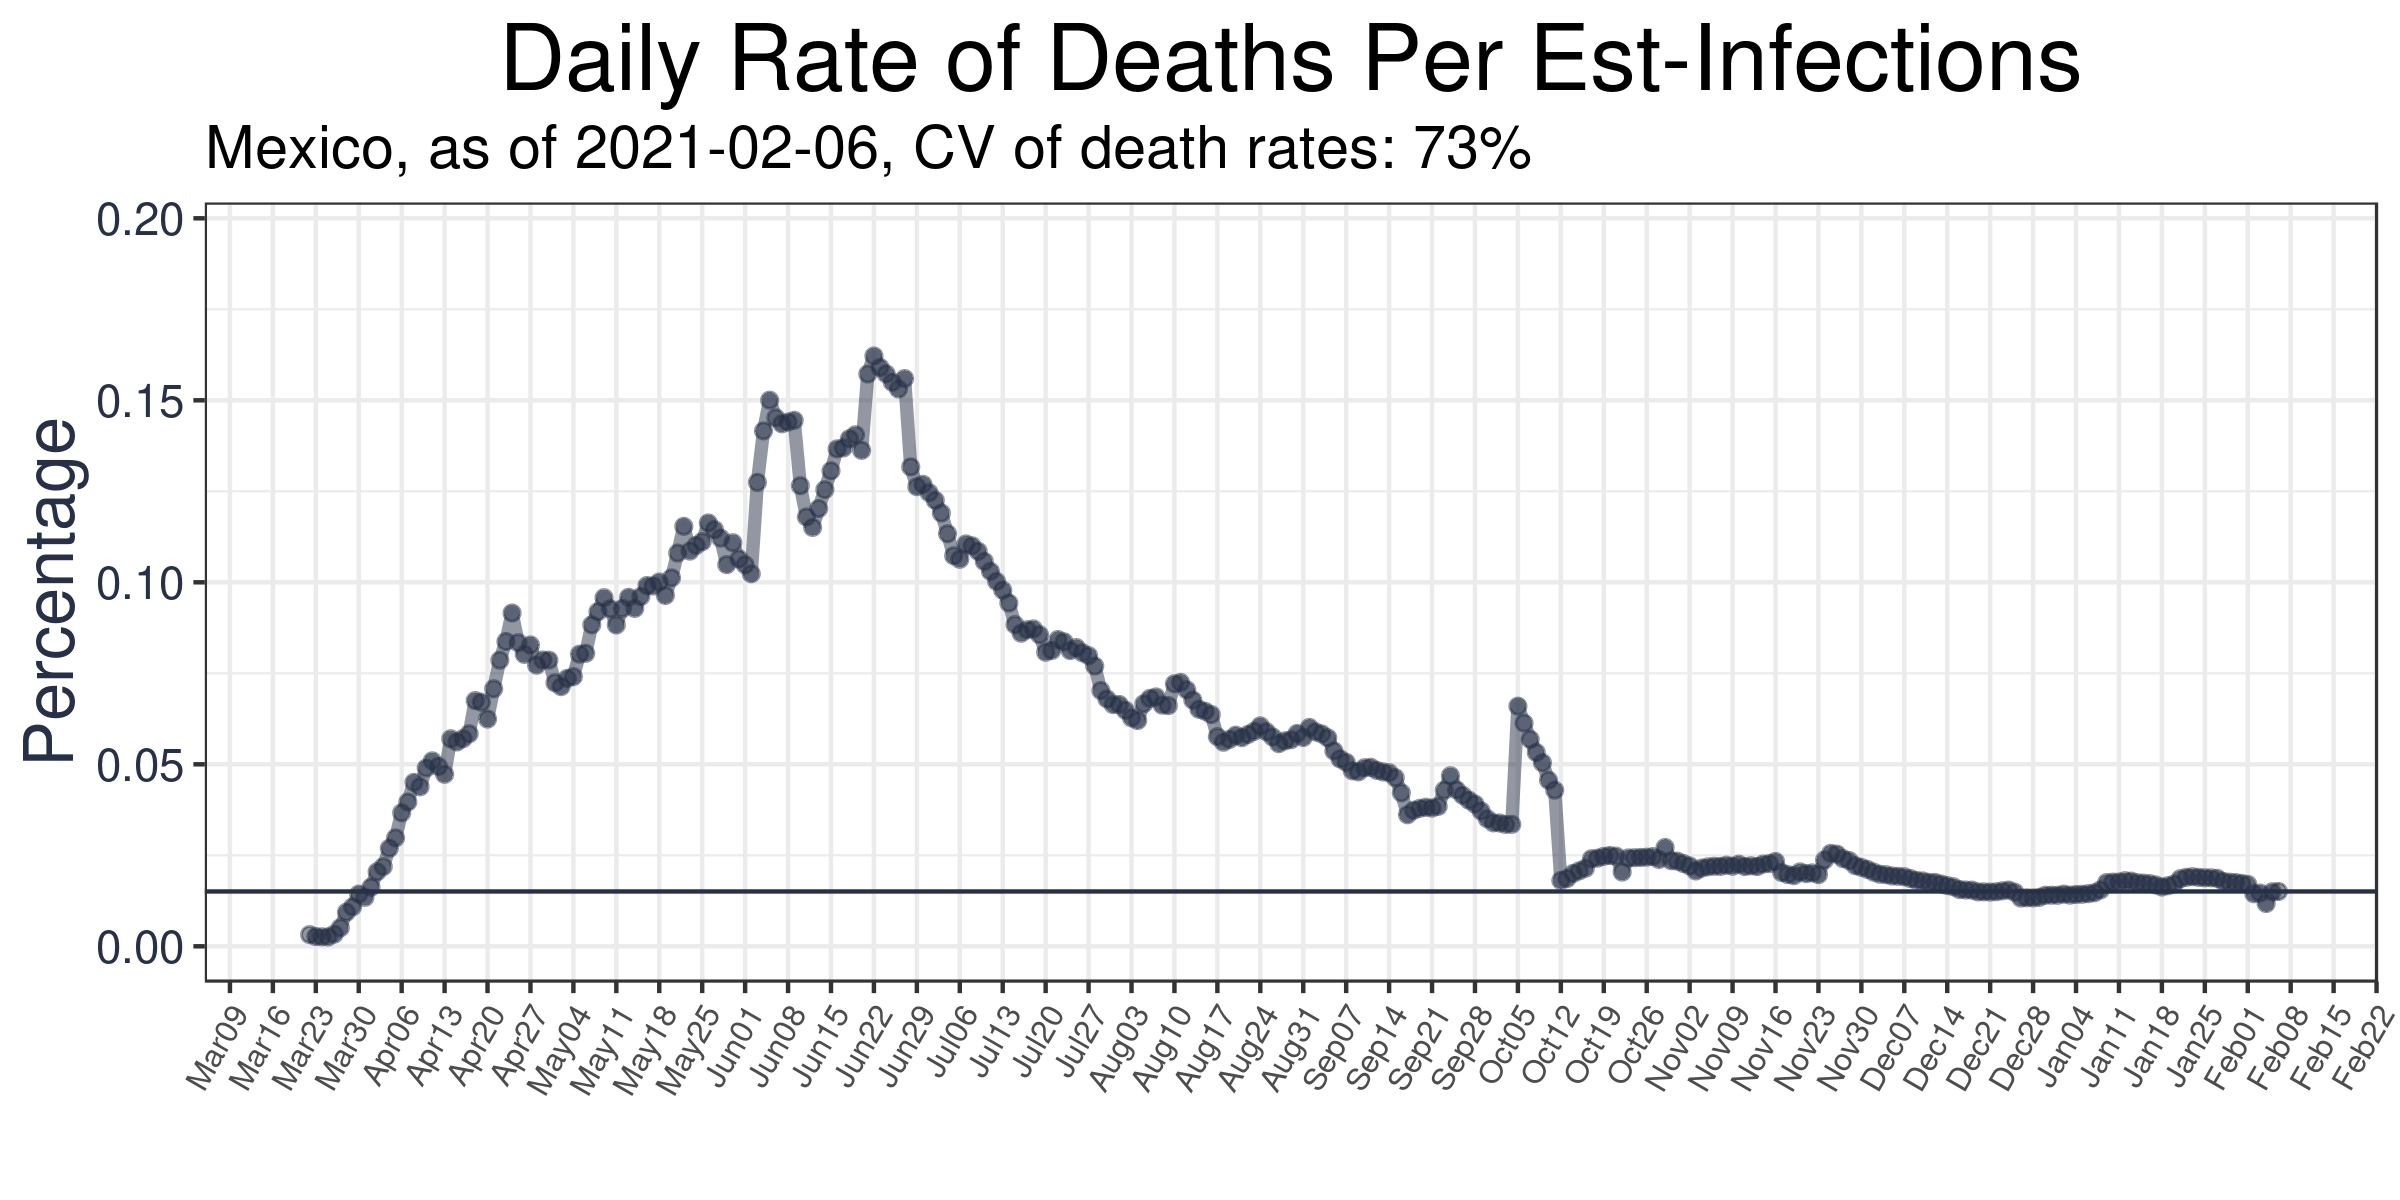 Daily Rate of Deaths Per Est-Infections
Mexico, as of 2021-02-06, CV of death rates: 73%
Percentage
0.20
0.15
0.10
0.05
0.00
Mar09
Mar16
Mar23
Mar30
Apr06
Apr13
Apr20
Apr27
May04
May11
May18
May25
Jun01
Jun08
Jun15
Jun22
Jun29
Jul06
Jul13
Jul20
Jul27
Aug03
Aug10
Aug17
Aug24
Aug31
Sep07
Sep14
Sep21
Sep28
Oct05
Oct12
Oct19
Oct26
Nov02
Nov09
Nov16
Nov23
Nov30
Dec07
Dec14
Dec21
Dec28
Jan04
Jan11
Jan18
Jan25
Feb01
Feb08
Feb15
Feb22